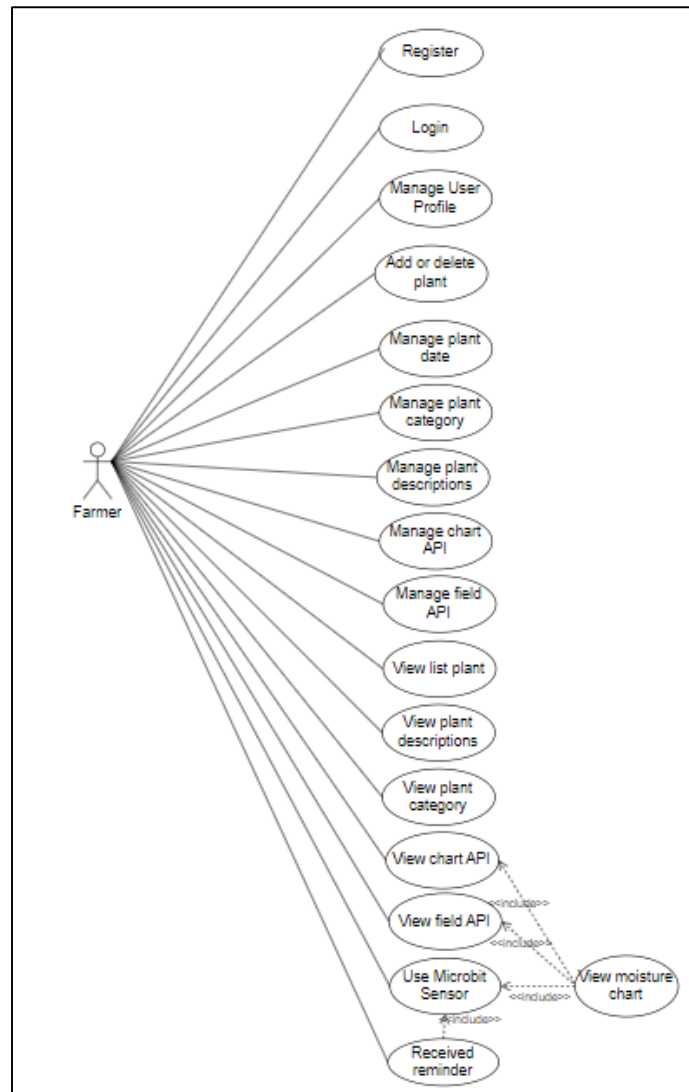 Register
Login
Manage User
Profile
Add or delete
plant
Manage plant
date
Manage plant
category
Manage plant
descriptions
Farmer
Manage chart
API
Manage field
API
View list plant
View plant
descriptions
View plant
category
View chart API
<<include>>
View field API
<<include>>
Use Microbit
Sensor
View moisture
chart
<<include>>
<<include>>
Received
reminder